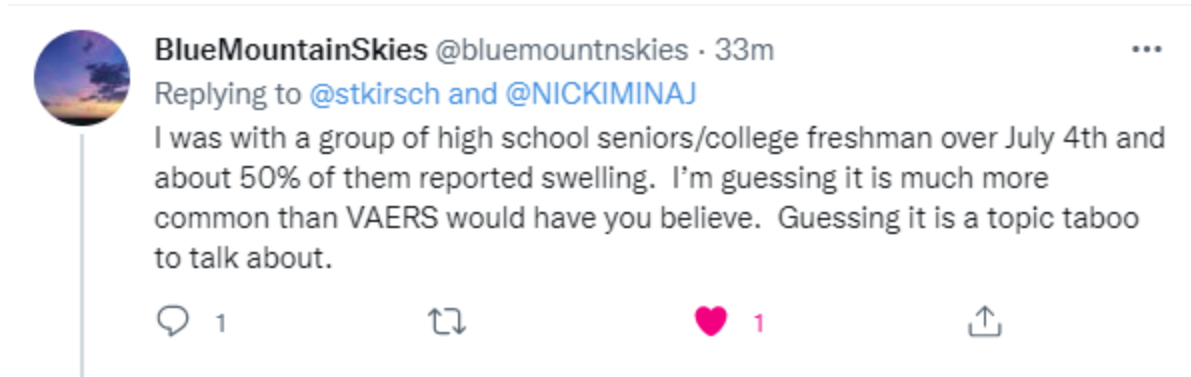 BlueMountainSkies @bluemountnskies · 33m
Replying to @stkirsch and @NICKIMINAJ
I was with a group of high school seniors/college freshman over July 4th and
about 50% of them reported swelling.  I'm guessing it is much more
common than VAERS would have you believe.  Guessing it is a topic taboo
to talk about.
1 1